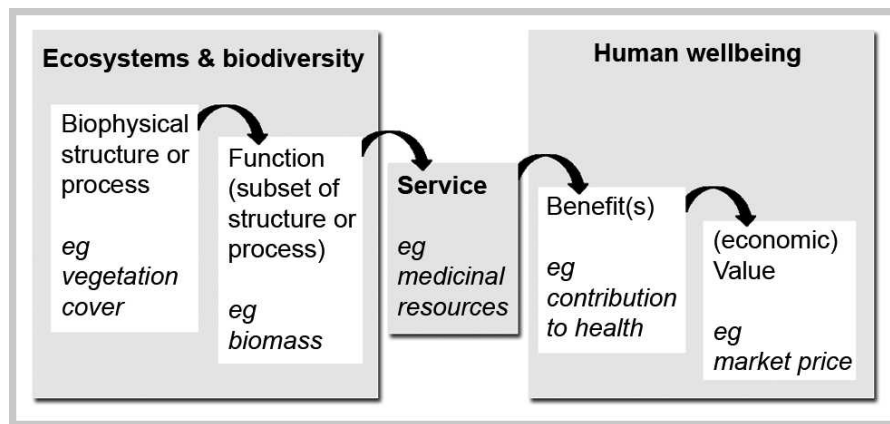 Ecosystems & biodiversity
Biophysical
structure or
process
eg
vegetation
cover
Function
(subset of
structure or
process)
eg
biomass
Service
eg
medicinal
resources
Human wellbeing
Benefit(s)
eg
contribution
to health
(economic)
Value
eg
market price